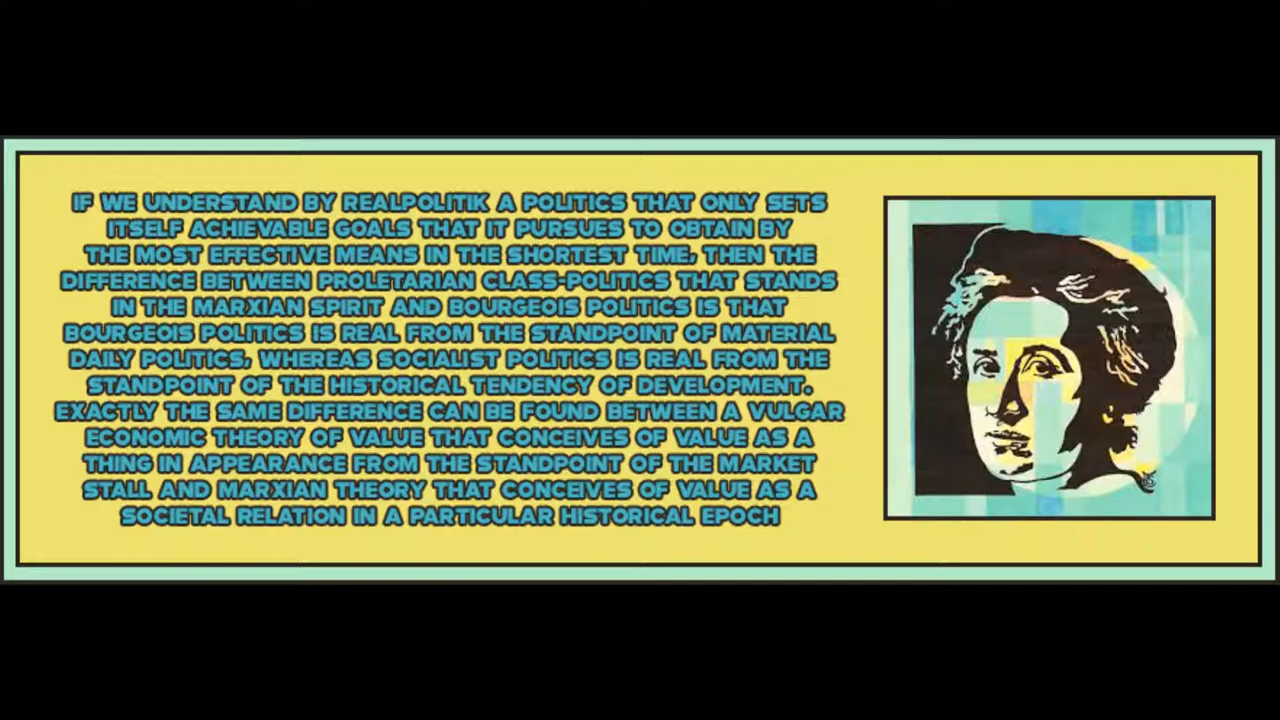 IF WE UNDERSTAND BY REALPOLITIK A POLITICS THAT ONLY SETS
ITSELF ACHIEVABLE GOALS THAT IT PURSUES TO OBTAIN BY
THE MOST EFFECTIVE MEANS IN THE SHORTEST TIME, THEN THE
DIFFERENCE BETWEEN PROLETARIAN CLASS-POLITICS THAT STANDS
IN THE MARXIAN SPIRIT AND BOURGEOIS POLITICS IS THAT
BOURGEOIS POLITICS IS REAL FROM THE STANDPOINT OF MATERIAL
DAILY POLITICS, WHEREAS SOCIALIST POLITICS IS REAL FROM THE
STANDPOINT OF THE HISTORICAL TENDENCY OF DEVELOPMENT.
EXACTLY THE SAME DIFFERENCE CAN BE FOUND BETWEEN A VULGAR
ECONOMIC THEORY OF VALUE THAT CONCEIVES OF VALUE AS A
THING IN APPEARANCE FROM THE STANDPOINT OF THE MARKET
STALL AND MARXIAN THEORY THAT CONCEIVES OF VALUE AS A
SOCIETAL RELATION IN A PARTICULAR HISTORICAL EPOCH